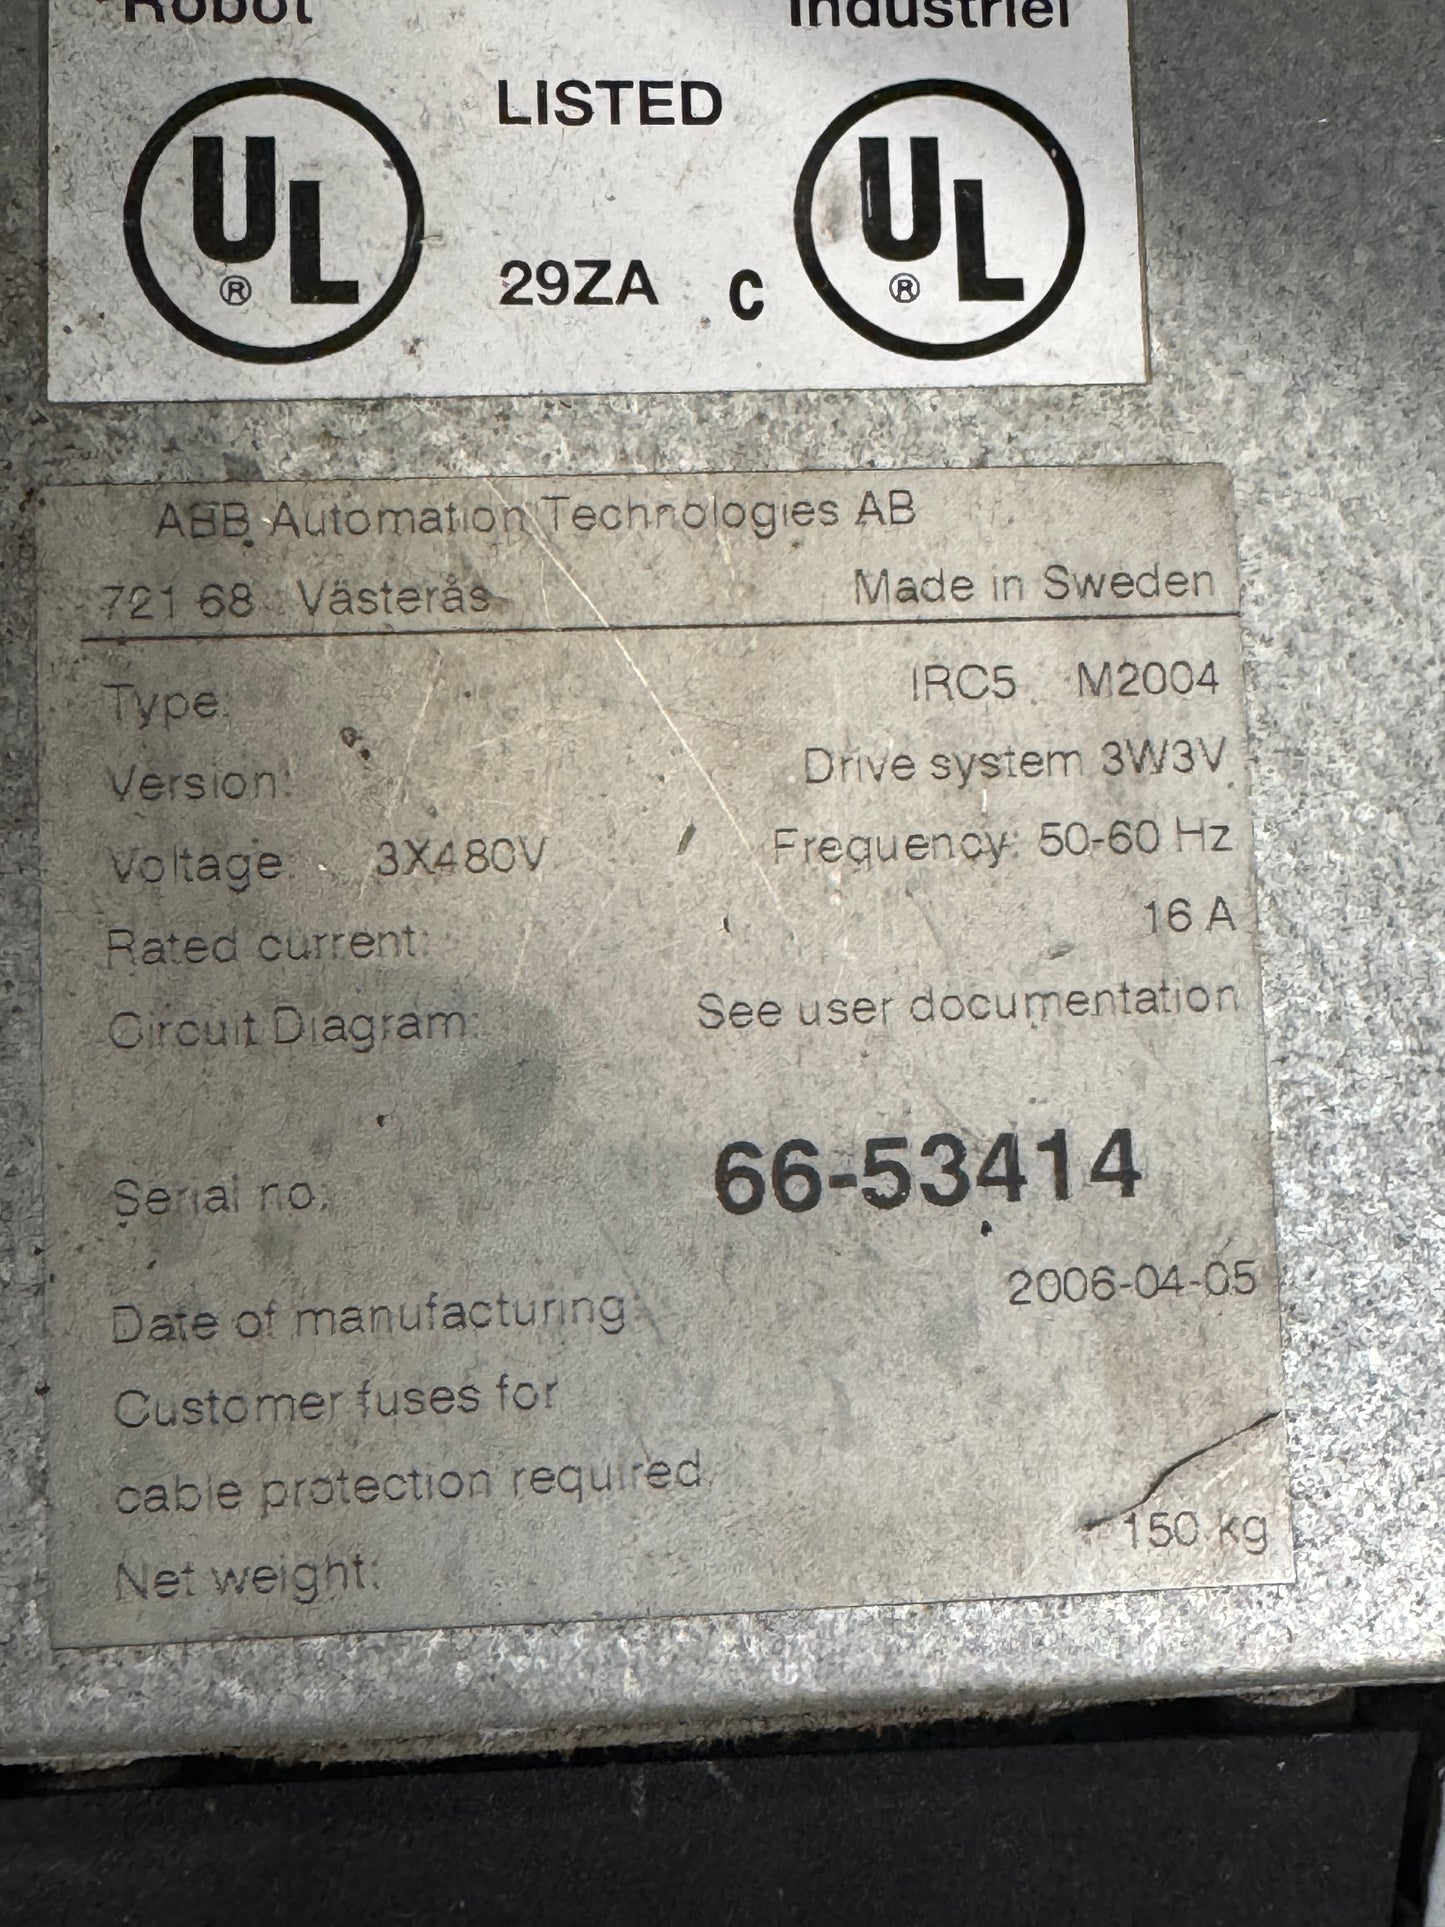 Robot Industriel
UL LISTED UL
® 29ZA C ®
ABB Automation Technologies AB
721 68 Västerås Made in Sweden
Type: IRC5 M2004
Version: Drive system 3W3V
Voltage: 3X480V Frequency: 50-60 Hz
Rated current: 16 A
Circuit Diagram: See user documentation
Serial no: 66-53414
Date of manufacturing: 2006-04-05
Customer fuses for
cable protection required.
Net weight: 150 kg